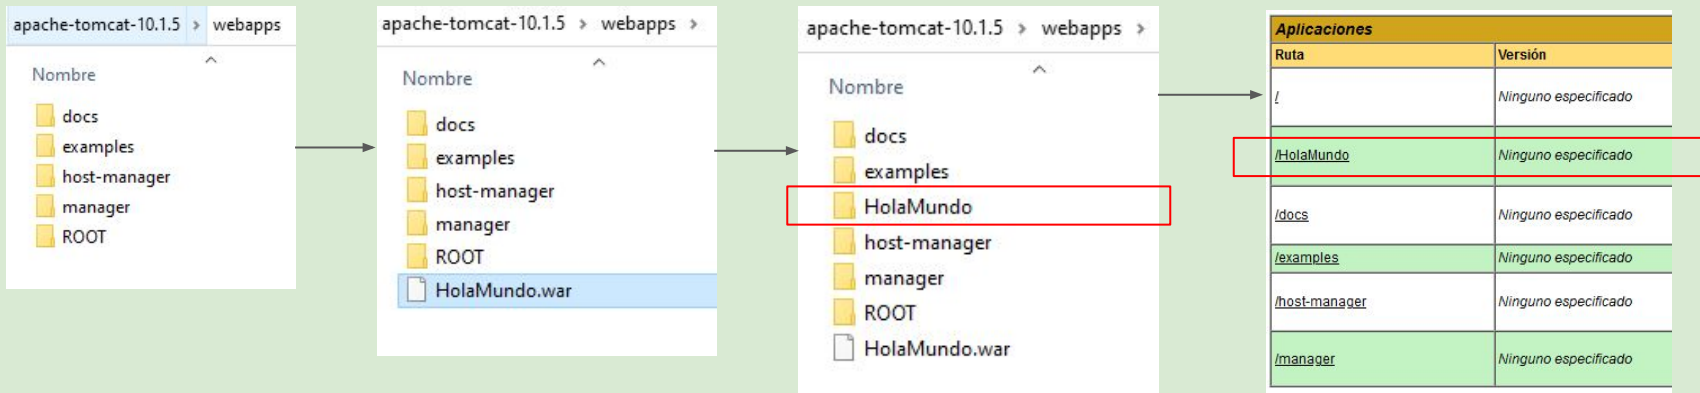 apache-tomcat-10.1.5 > webapps
Nombre
docs
examples
host-manager
manager
ROOT
apache-tomcat-10.1.5 > webapps >
Nombre
docs
examples
host-manager
manager
ROOT
HolaMundo.war
apache-tomcat-10.1.5 > webapps >
Nombre
docs
examples
HolaMundo
host-manager
manager
ROOT
HolaMundo.war
Aplicaciones
Ruta Versión
/ Ninguno especificado
/HolaMundo Ninguno especificado
/docs Ninguno especificado
/examples Ninguno especificado
/host-manager Ninguno especificado
/manager Ninguno especificado